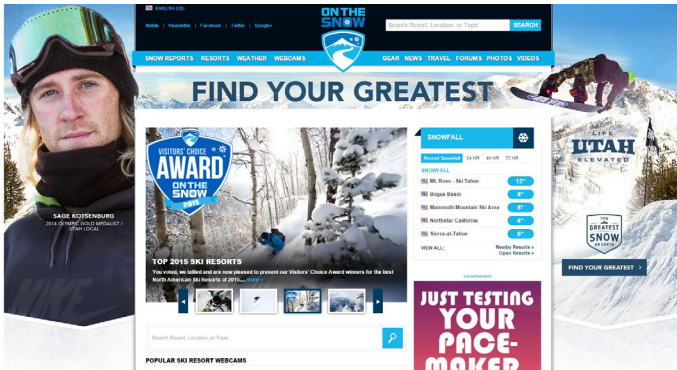 ENGLISH (US)
Mobile | Newsletter | Facebook | Twitter | Google+
ON THE
SNOW
Search Resort, Location, or Topic
SEARCH
SNOW REPORTS RESORTS WEATHER WEBCAMS
GEAR NEWS TRAVEL FORUMS PHOTOS VIDEOS
FIND YOUR GREATEST
VISITORS' CHOICE
AWARD
ON THE
SNOW
2015
SAGE KOTSENBURG
2014 OLYMPIC GOLD MEDALIST /
UTAH LOCAL
TOP 2015 SKI RESORTS
You voted, we tallied and are now pleased to present our Visitors' Choice Award winners for the best
North American Ski Resorts of 2015.... more
Search Resort, Location, or Topic
POPULAR SKI RESORT WEBCAMS
SNOWFALL
Recent Snowfall 24 HR 48 HR 72 HR
SNOWFALL
Mt. Rose - Ski Tahoe 12"
Bogus Basin 8"
Mammoth Mountain Ski Area 8"
Northstar California 6"
Sierra-at-Tahoe 6"
VIEW ALL: Nearby Resorts »
Open Resorts »
Advertisement
JUST TESTING
YOUR
PACE-
MAKER
LIFE
UTAH
ELEVATED
THE
GREATEST
SNOW
ON EARTH
FIND YOUR GREATEST >